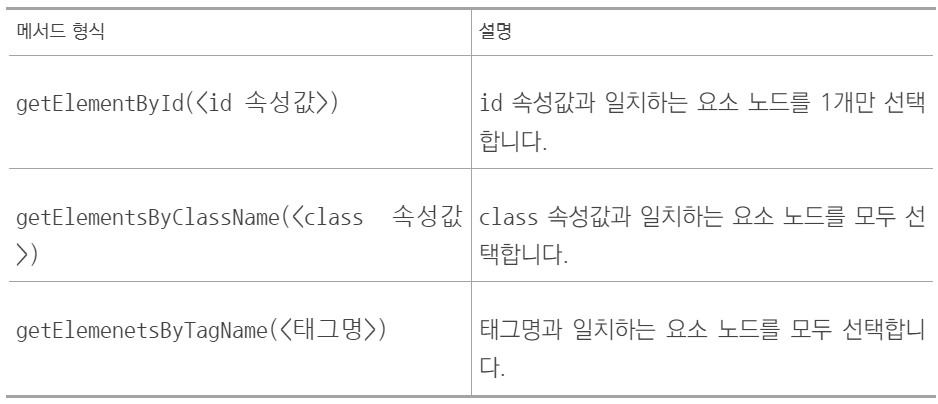 메서드 형식
설명
getElementById(<id 속성값>)
id 속성값과 일치하는 요소 노드를 1개만 선택
합니다.
getElementsByClassName(<class 속성값
>)
class 속성값과 일치하는 요소 노드를 모두 선
택합니다.
getElemenetsByTagName(<태그명>)
태그명과 일치하는 요소 노드를 모두 선택합니
다.